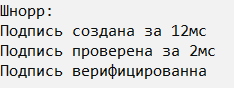 Шнорр:
Подпись создана за 12мс
Подпись проверена за 2мс
Подпись верифицированна